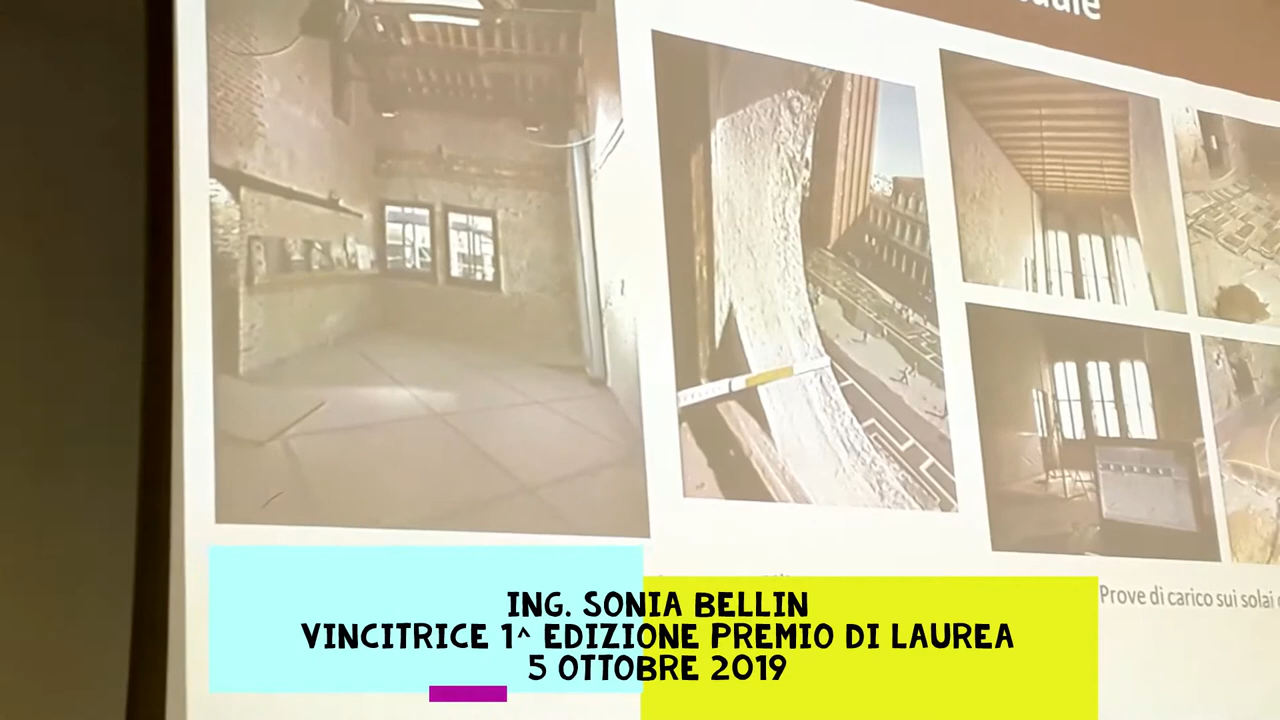 ING. SONIA BELLIN
VINCITRICE 1^ EDIZIONE PREMIO DI LAUREA
5 OTTOBRE 2019
Prove di carico sui solai